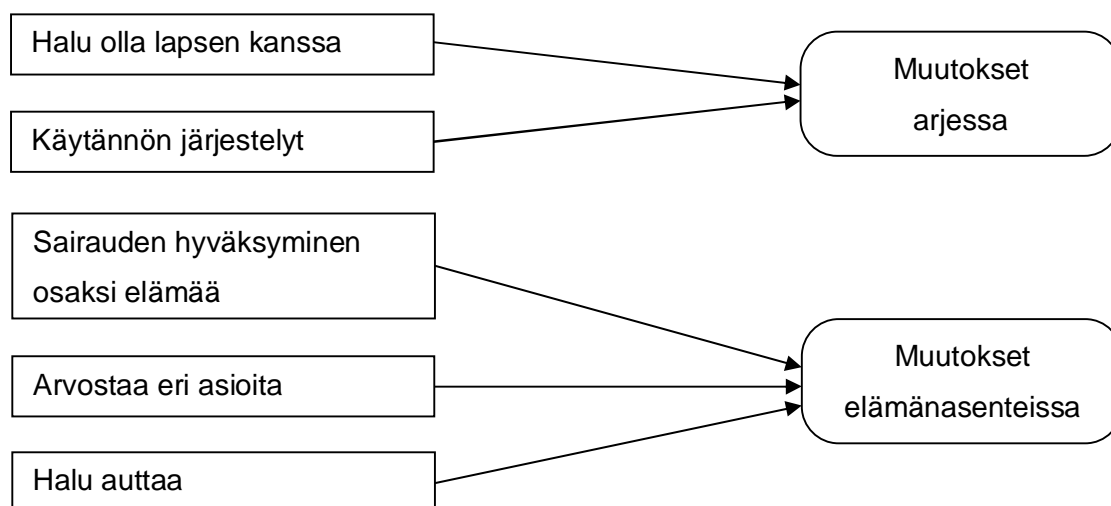 Halu olla lapsen kanssa
Käytännön järjestelyt
Muutokset
arjessa
Sairauden hyväksyminen
osaksi elämää
Arvostaa eri asioita
Halu auttaa
Muutokset
elämänasenteissa